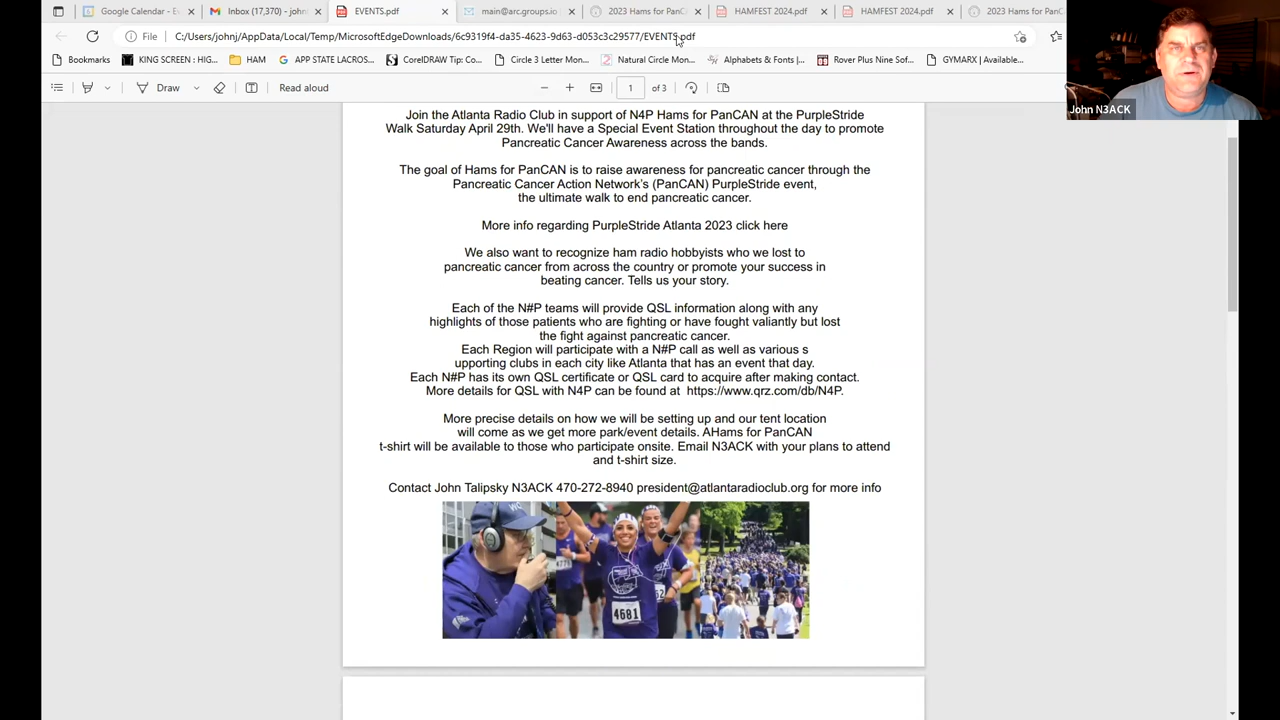 Google Calendar - E
Inbox (17,370) - john
EVENTS.pdf
main@arc.groups.io
2023 Hams for PanC
HAMFEST 2024.pdf
HAMFEST 2024.pdf
2023 Hams for PanC
File
C:/Users/johnj/AppData/Local/Temp/MicrosoftEdgeDownloads/6c9319f4-da35-4623-9d63-d053c3c29577/EVENTS.pdf
Bookmarks
KING SCREEN : HIG...
HAM
APP STATE LACROS...
CorelDRAW Tip: Co...
Circle 3 Letter Mon...
Natural Circle Mon...
Alphabets & Fonts |...
Rover Plus Nine Sof...
GYMARX | Available...
Draw
Read aloud
1 of 3
John N3ACK
Join the Atlanta Radio Club in support of N4P Hams for PanCAN at the PurpleStride
Walk Saturday April 29th. We'll have a Special Event Station throughout the day to promote
Pancreatic Cancer Awareness across the bands.
The goal of Hams for PanCAN is to raise awareness for pancreatic cancer through the
Pancreatic Cancer Action Network's (PanCAN) PurpleStride event,
the ultimate walk to end pancreatic cancer.
More info regarding PurpleStride Atlanta 2023 click here
We also want to recognize ham radio hobbyists who we lost to
pancreatic cancer from across the country or promote your success in
beating cancer. Tells us your story.
Each of the N#P teams will provide QSL information along with any
highlights of those patients who are fighting or have fought valiantly but lost
the fight against pancreatic cancer.
Each Region will participate with a N#P call as well as various s
upporting clubs in each city like Atlanta that has an event that day.
Each N#P has its own QSL certificate or QSL card to acquire after making contact.
More details for QSL with N4P can be found at https://www.qrz.com/db/N4P.
More precise details on how we will be setting up and our tent location
will come as we get more park/event details. AHams for PanCAN
t-shirt will be available to those who participate onsite. Email N3ACK with your plans to attend
and t-shirt size.
Contact John Talipsky N3ACK 470-272-8940 president@atlantaradioclub.org for more info
4681